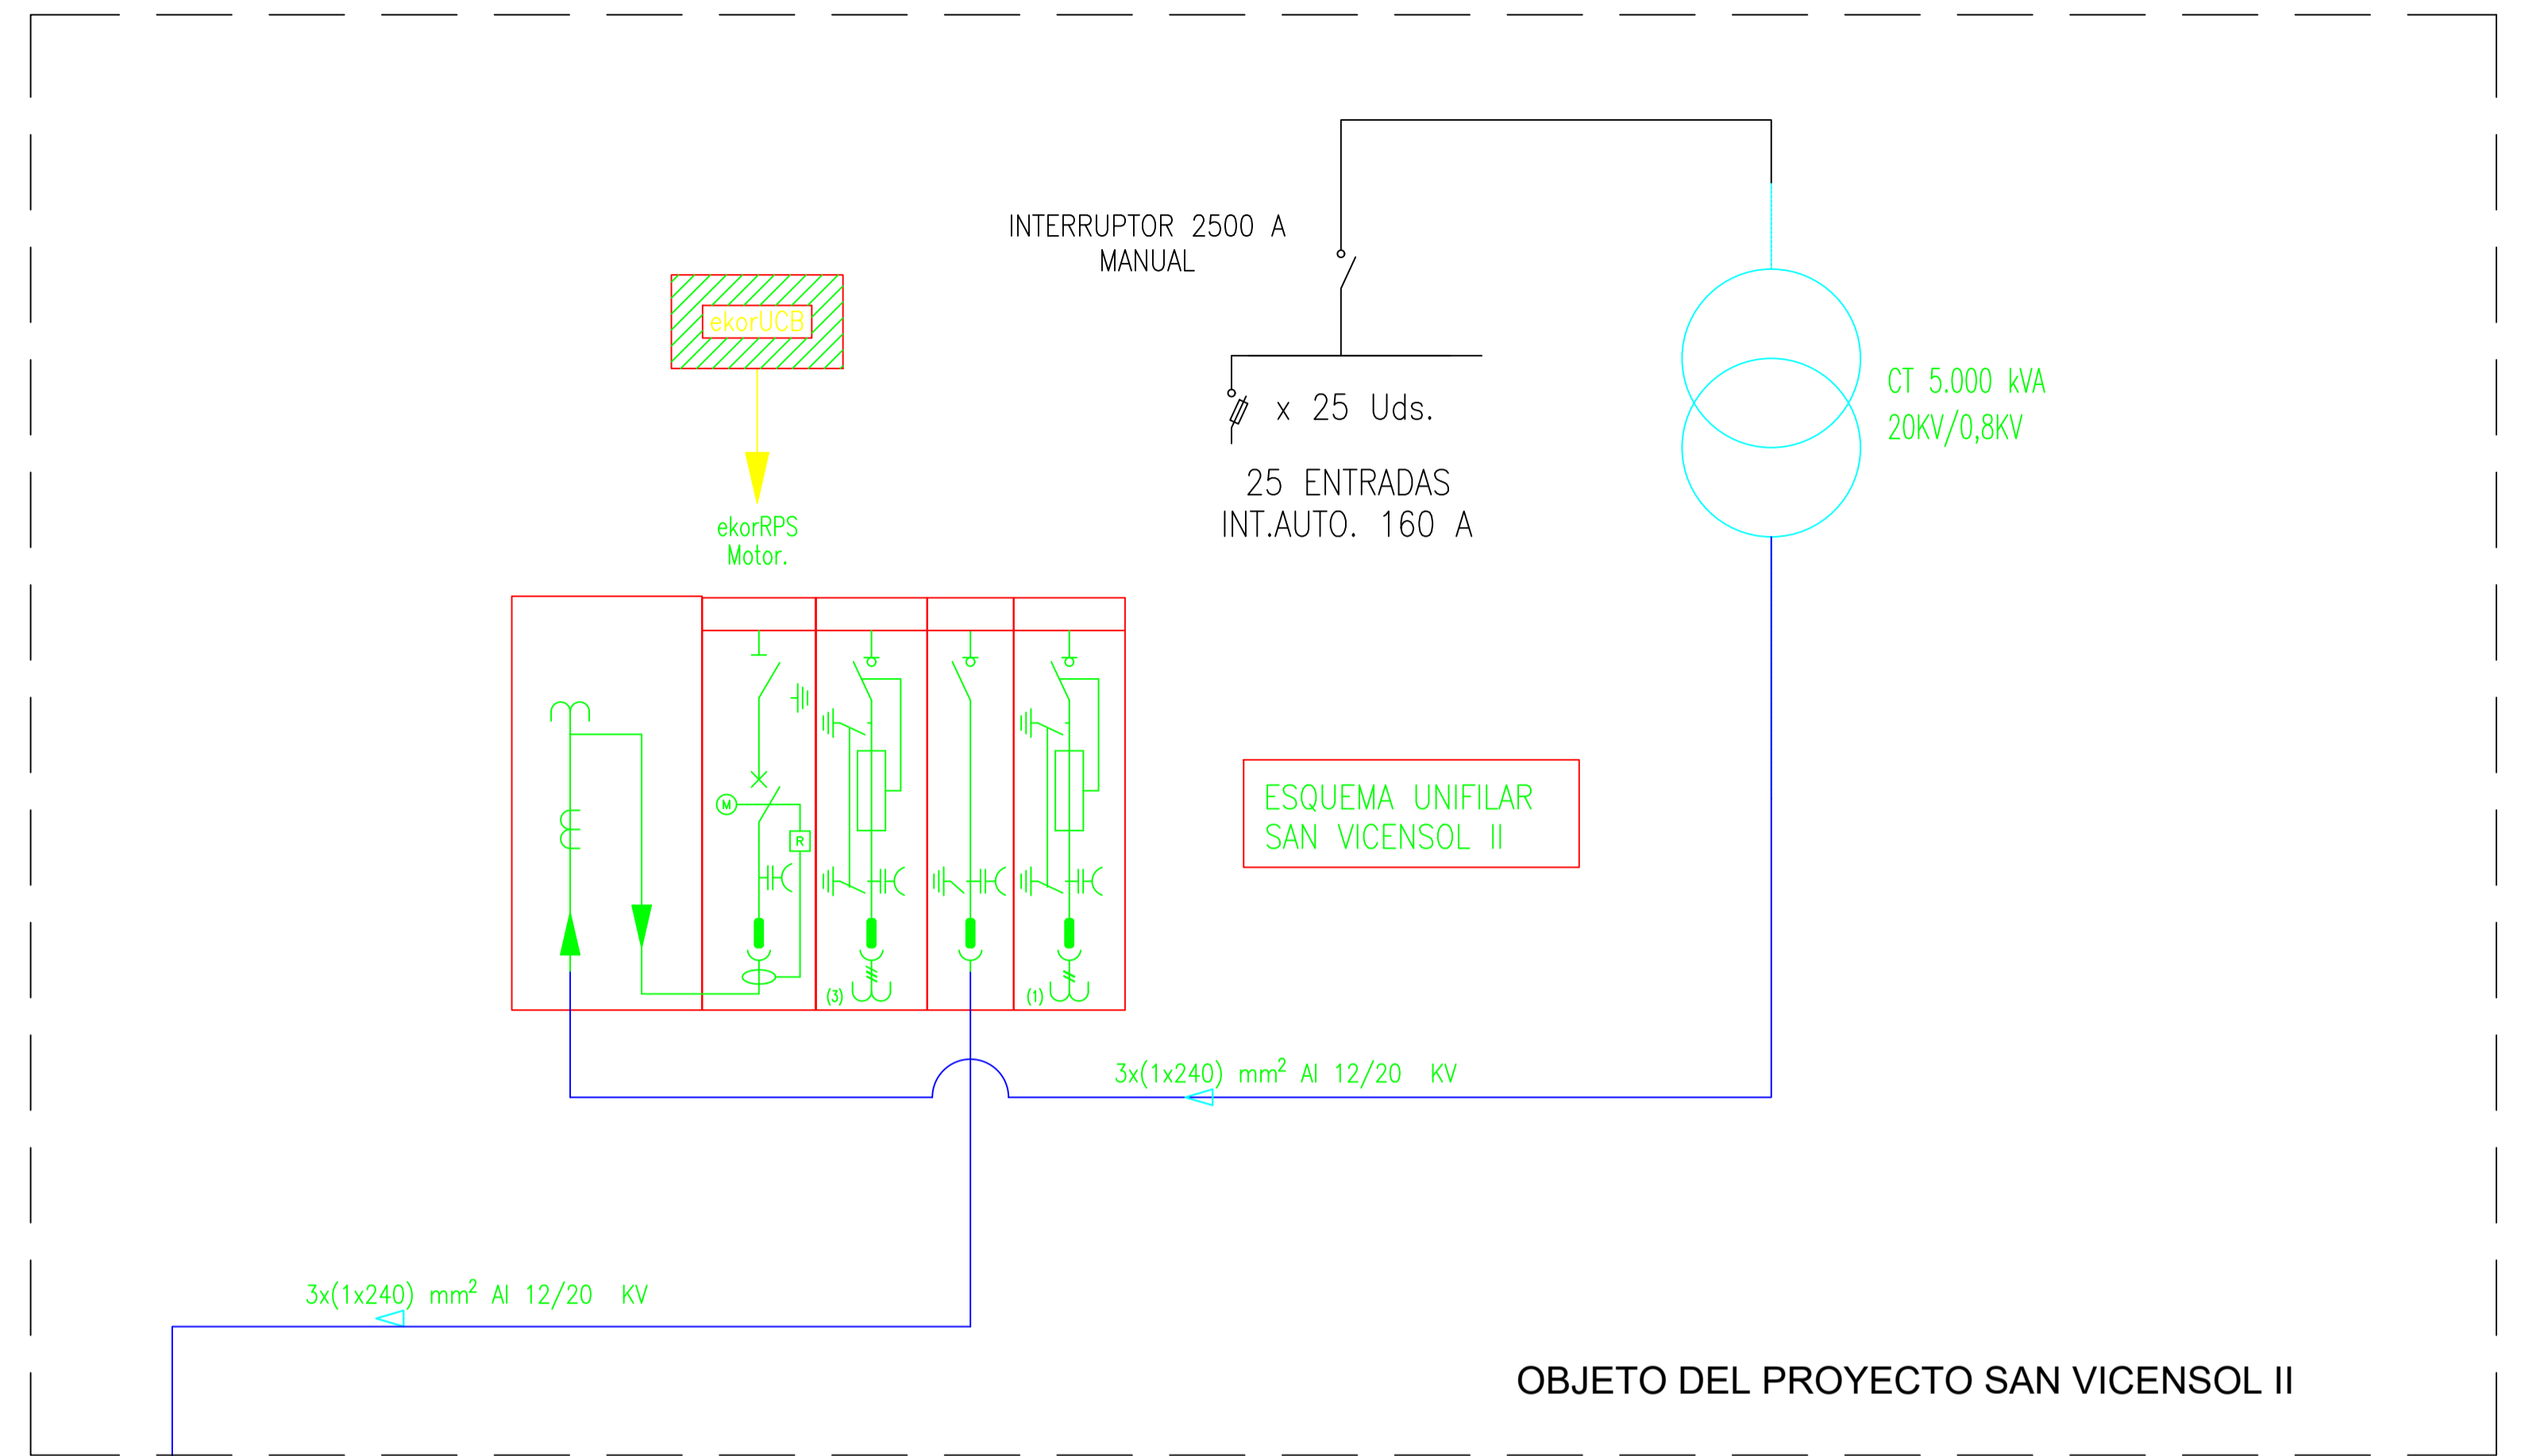 INTERRUPTOR 2500 A
MANUAL
ekorUCB
CT 5.000 kVA
20KV/0,8KV
x 25 Uds.
25 ENTRADAS
INT.AUTO. 160 A
ekorRPS
Motor.
M
R
ESQUEMA UNIFILAR
SAN VICENSOL II
(3)
(1)
3x(1x240) mm² Al 12/20 KV
3x(1x240) mm² Al 12/20 KV
OBJETO DEL PROYECTO SAN VICENSOL II